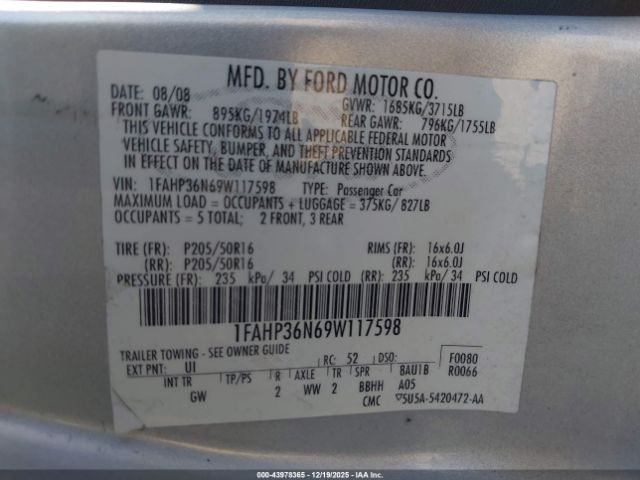 MFD. BY FORD MOTOR CO.
DATE: 08/08 GVWR: 1685KG/3715LB
FRONT GAWR: 895KG/1974LB REAR GAWR: 796KG/1755LB
THIS VEHICLE CONFORMS TO ALL APPLICABLE FEDERAL MOTOR
VEHICLE SAFETY, BUMPER, AND THEFT PREVENTION STANDARDS
IN EFFECT ON THE DATE OF MANUFACTURE SHOWN ABOVE.
VIN: 1FAHP36N69W117598 TYPE: Passenger Car
MAXIMUM LOAD = OCCUPANTS + LUGGAGE = 375KG/ 827LB
OCCUPANTS = 5 TOTAL; 2 FRONT, 3 REAR
TIRE (FR): P205/50R16 RIMS (FR): 16x6.0J
(RR): P205/50R16 (RR): 16x6.0J
PRESSURE (FR): 235 kPa/ 34 PSI COLD (RR): 235 kPa/ 34 PSI COLD
1FAHP36N69W117598
TRAILER TOWING - SEE OWNER GUIDE
EXT PNT: UI RC: 52 DSO: F0080
INT TR TP/PS R AXLE TR SPR BAU1B R0066
GW 2 WW 2 BBHH A05
CMC ▽5U5A-5420472-AA
000-43978365 - 12/19/2025 - IAA Inc.